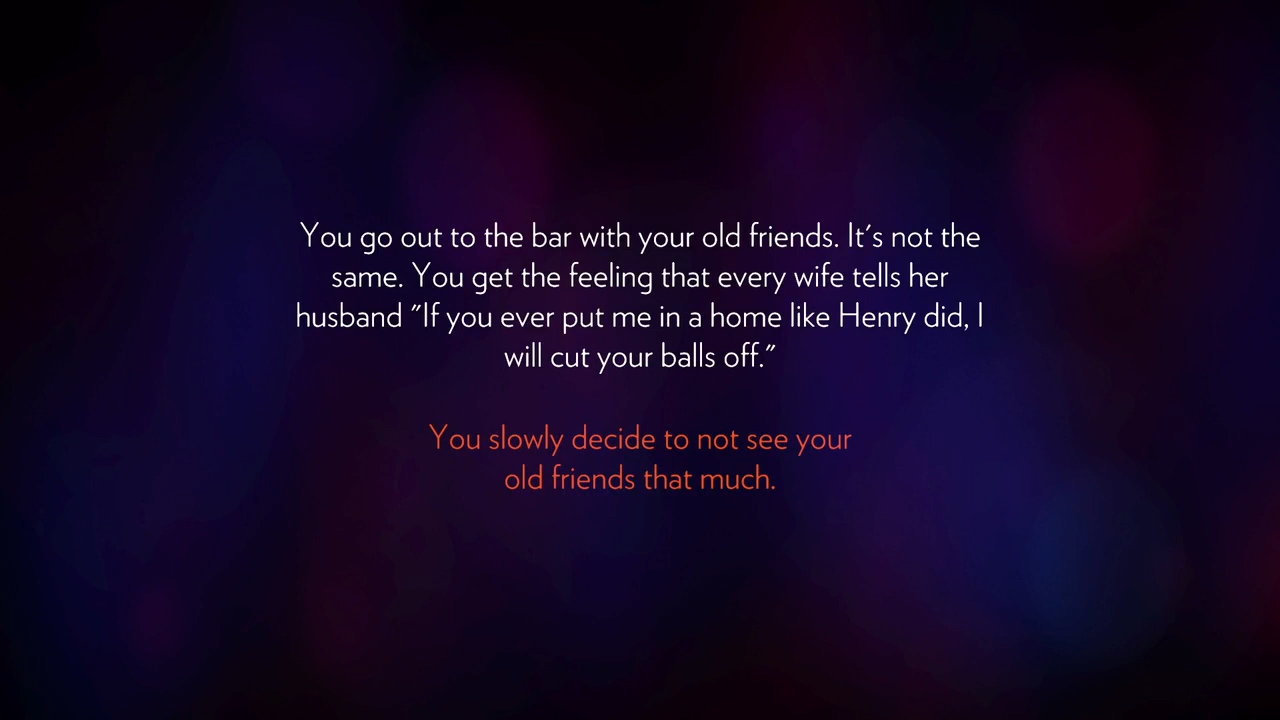 You go out to the bar with your old friends. It's not the
same. You get the feeling that every wife tells her
husband "If you ever put me in a home like Henry did, I
will cut your balls off."
You slowly decide to not see your
old friends that much.